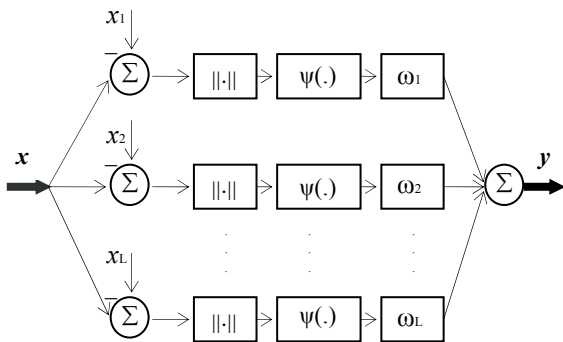 x1
− Σ ||.|| ψ(.) ω1
x2
x y
− Σ ||.|| ψ(.) ω2 Σ
xL
− Σ ||.|| ψ(.) ωL